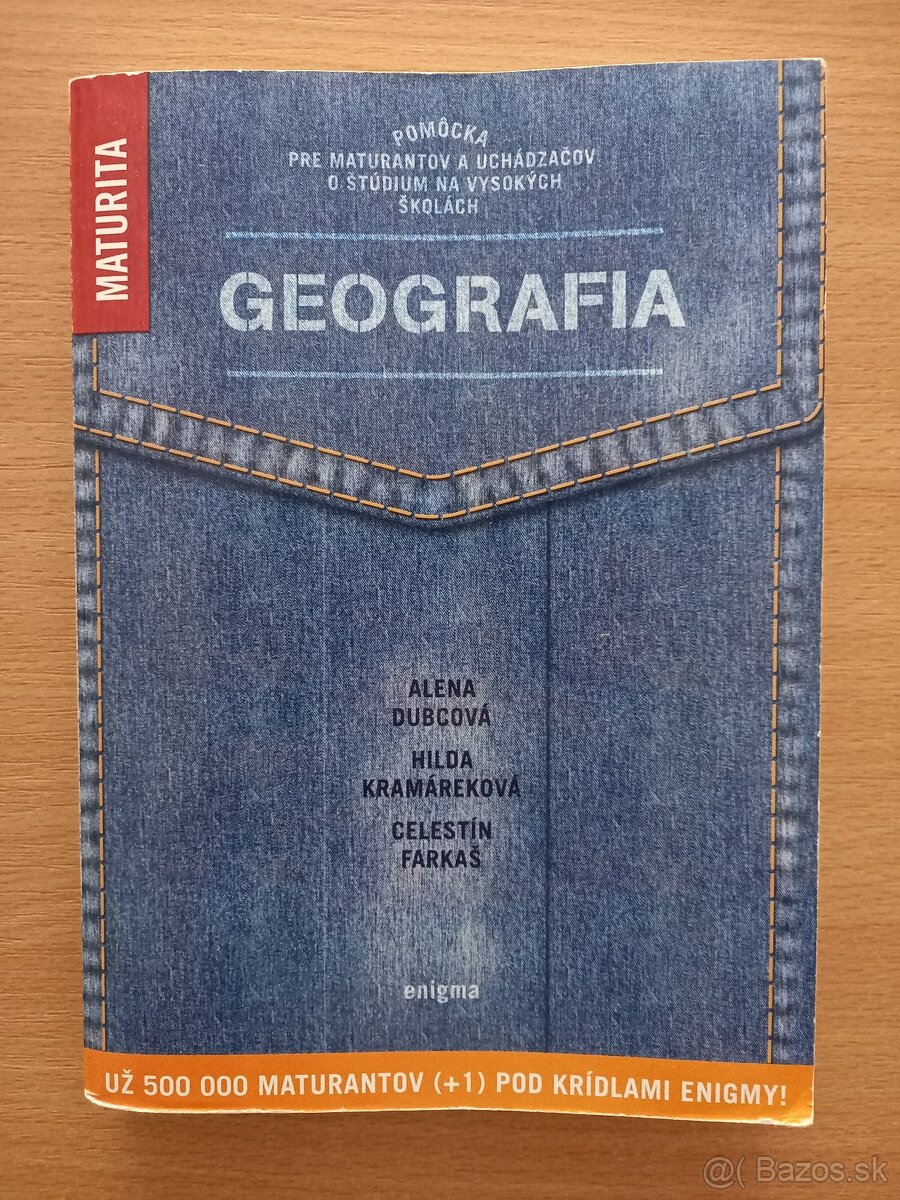 MATURITA
POMÔCKA
PRE MATURANTOV A UCHÁDZAČOV
O ŠTÚDIUM NA VYSOKÝCH
ŠKOLÁCH
GEOGRAFIA
ALENA
DUBCOVÁ
HILDA
KRAMÁREKOVÁ
CELESTÍN
FARKAŠ
enigma
UŽ 500 000 MATURANTOV (+1) POD KRÍDLAMI ENIGMY!
@( Bazos.sk